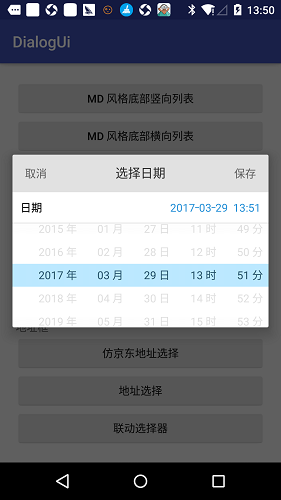 13:50
DialogUi
MD 风格底部竖向列表
MD 风格底部横向列表
取消 选择日期 保存
日期 2017-03-29 13:51
2015 年 01 月 27 日 11 时 49 分
2016 年 02 月 28 日 12 时 50 分
2017 年 03 月 29 日 13 时 51 分
2018 年 04 月 30 日 14 时 52 分
2019 年 05 月 31 日 15 时 53 分
仿京东地址选择
地址选择
联动选择器